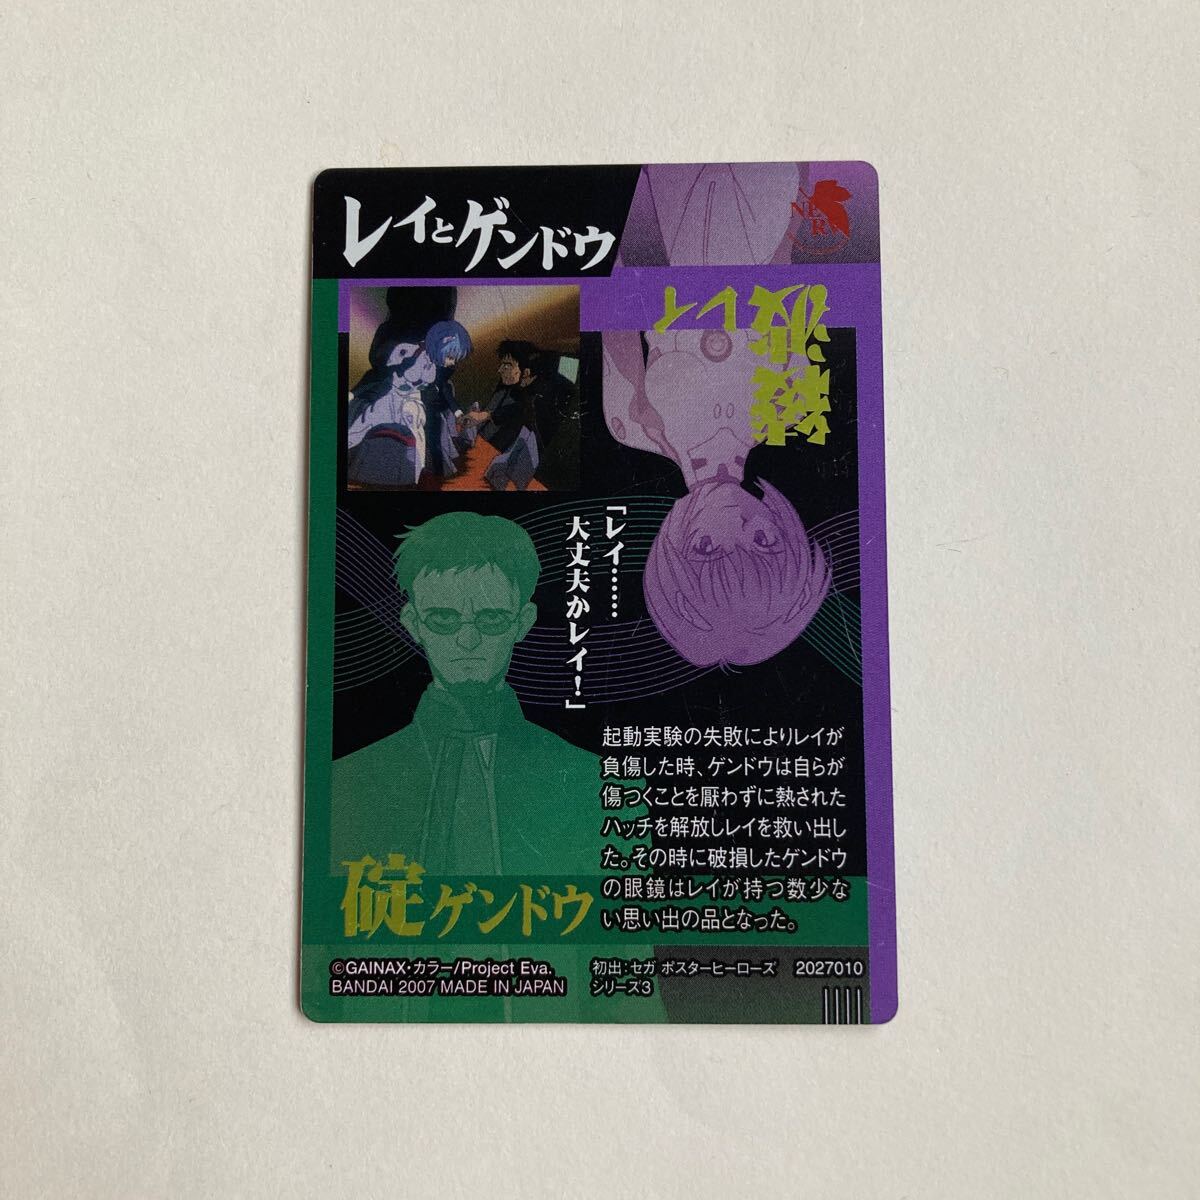 レイとゲンドウ
NERV
綾波レイ
「レイ……
大丈夫かレイ!」
起動実験の失敗によりレイが
負傷した時、ゲンドウは自らが
傷つくことを厭わずに熱された
ハッチを解放しレイを救い出し
た。その時に破損したゲンドウ
の眼鏡はレイが持つ数少な
い思い出の品となった。
碇ゲンドウ
©GAINAX・カラー/Project Eva.
BANDAI 2007 MADE IN JAPAN
初出:セガ ポスターヒーローズ 2027010
シリーズ3